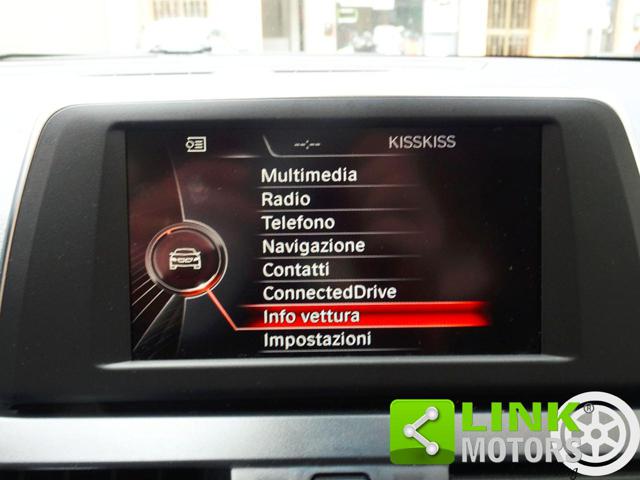 --:-- KISSKISS
Multimedia
Radio
Telefono
Navigazione
Contatti
ConnectedDrive
Info vettura
Impostazioni
LINK ®
MOTORS